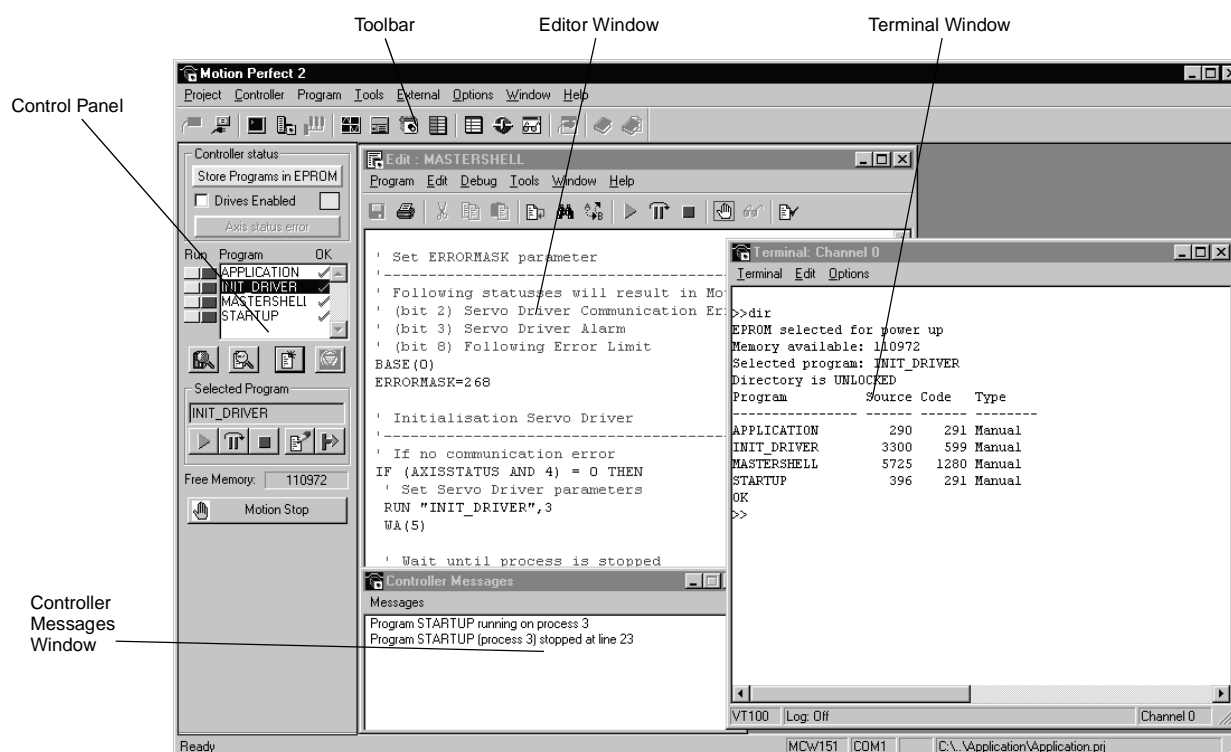 Toolbar
Editor Window
Terminal Window
Control Panel
Motion Perfect 2
Project Controller Program Tools External Options Window Help
Controller status
Store Programs in EPROM
Drives Enabled
Axis status error
Run Program OK
APPLICATION
INIT_DRIVER
MASTERSHELL
STARTUP
Selected Program
INIT_DRIVER
Free Memory: 110972
Motion Stop
Edit : MASTERSHELL
Program Edit Debug Tools Window Help
' Set ERRORMASK parameter
'-----------------------------------------------
' Following statusses will result in Mo
' (bit 2) Servo Driver Communication Er
' (bit 3) Servo Driver Alarm
' (bit 8) Following Error Limit
BASE(0)
ERRORMASK=268
' Initialisation Servo Driver
'-----------------------------------------------
' If no communication error
IF (AXISSTATUS AND 4) = 0 THEN
' Set Servo Driver parameters
RUN "INIT_DRIVER",3
WA(5)
' Wait until process is stopped
Terminal: Channel 0
Terminal Edit Options
>>dir
EPROM selected for power up
Memory available: 110972
Selected program: INIT_DRIVER
Directory is UNLOCKED
Program Source Code Type
---------------- ------ ------ --------
APPLICATION 290 291 Manual
INIT_DRIVER 3300 599 Manual
MASTERSHELL 5725 1280 Manual
STARTUP 396 291 Manual
OK
>>
VT100 Log: Off Channel 0
Controller Messages
Messages
Program STARTUP running on process 3
Program STARTUP (process 3) stopped at line 23
Controller
Messages
Window
Ready MCW151 COM1 C:\..\Application\Application.prj